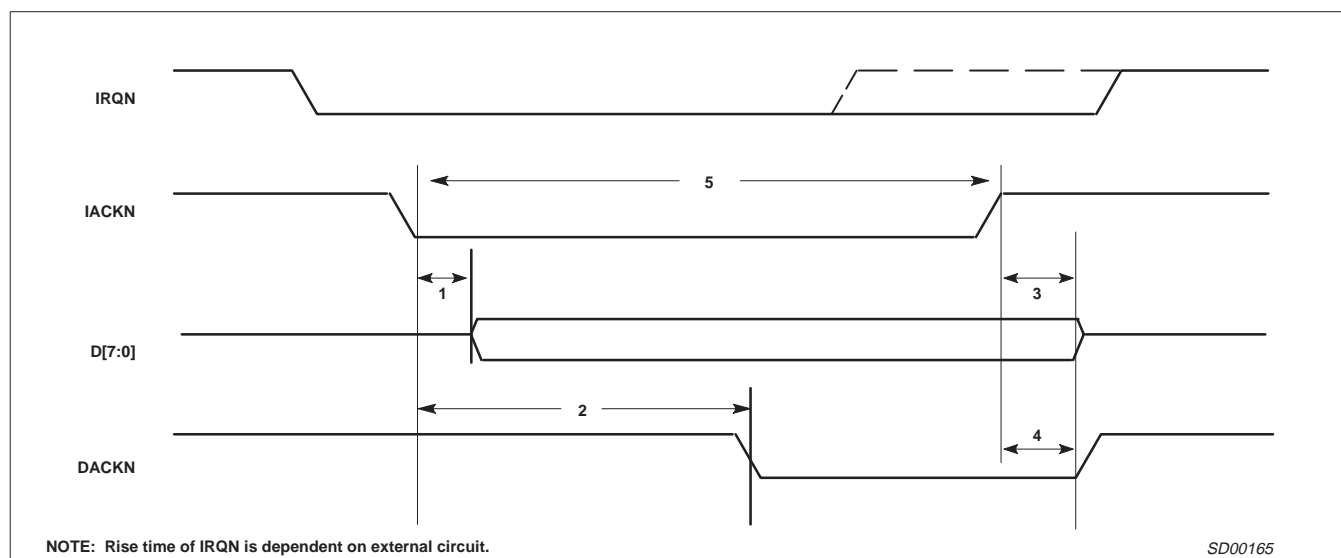 IRQN
5
IACKN
1
3
D[7:0]
2
4
DACKN
NOTE: Rise time of IRQN is dependent on external circuit.
SD00165